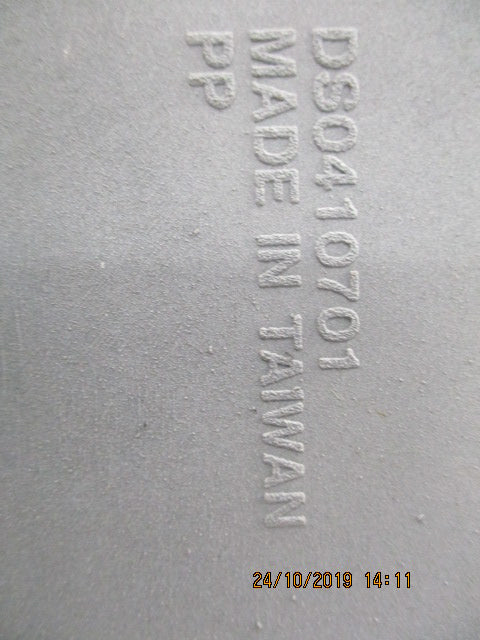 DS0410701
MADE IN TAIWAN
PP
24/10/2019 14:11